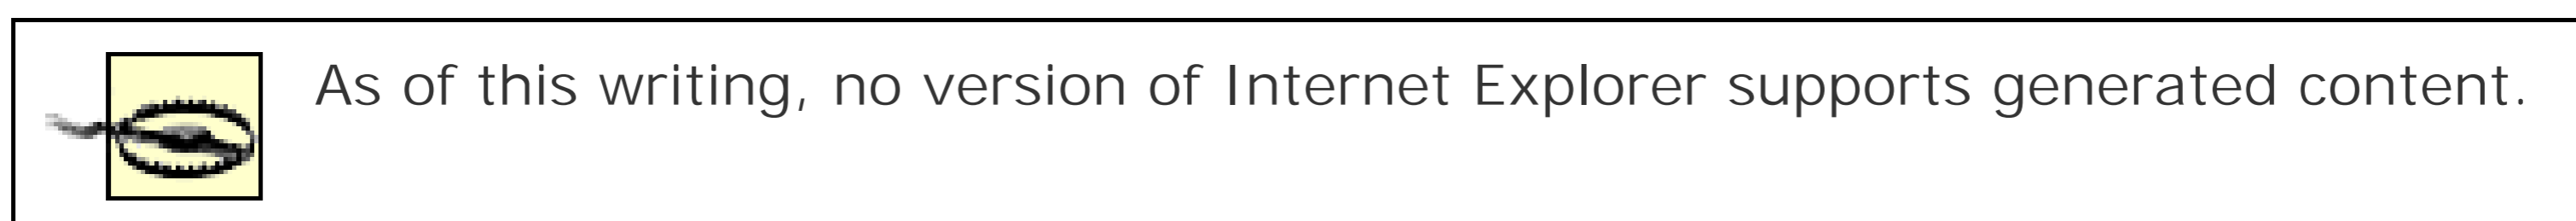 As of this writing, no version of Internet Explorer supports generated content.